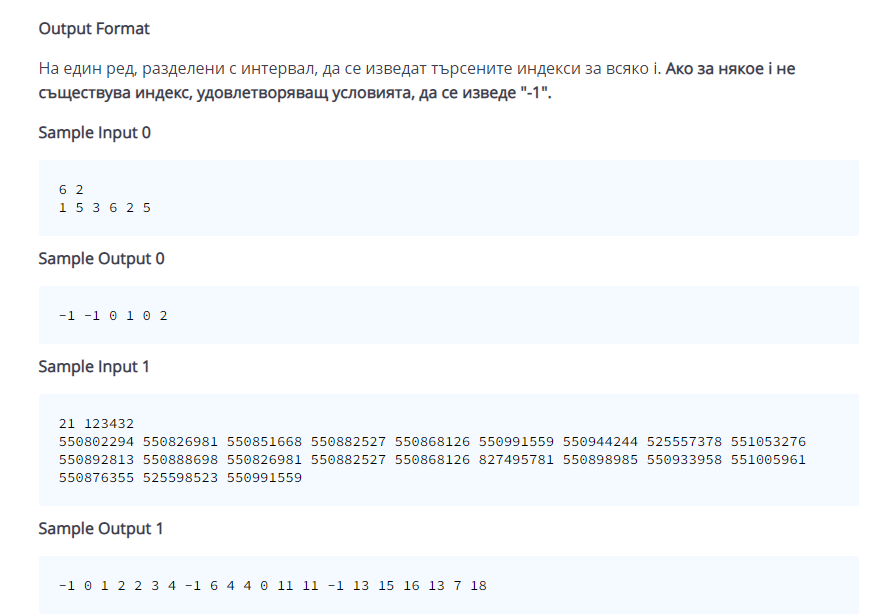 Output Format
На един ред, разделени с интервал, да се изведат търсените индекси за всяко i. Ако за някое i не
съществува индекс, удовлетворяващ условията, да се изведе "-1".
Sample Input 0
6 2
1 5 3 6 2 5
Sample Output 0
-1 -1 0 1 0 2
Sample Input 1
21 123432
550802294 550826981 550851668 550882527 550868126 550991559 550944244 525557378 551053276
550892813 550888698 550826981 550882527 550868126 827495781 550898985 550933958 551005961
550876355 525598523 550991559
Sample Output 1
-1 0 1 2 2 3 4 -1 6 4 4 0 11 11 -1 13 15 16 13 7 18